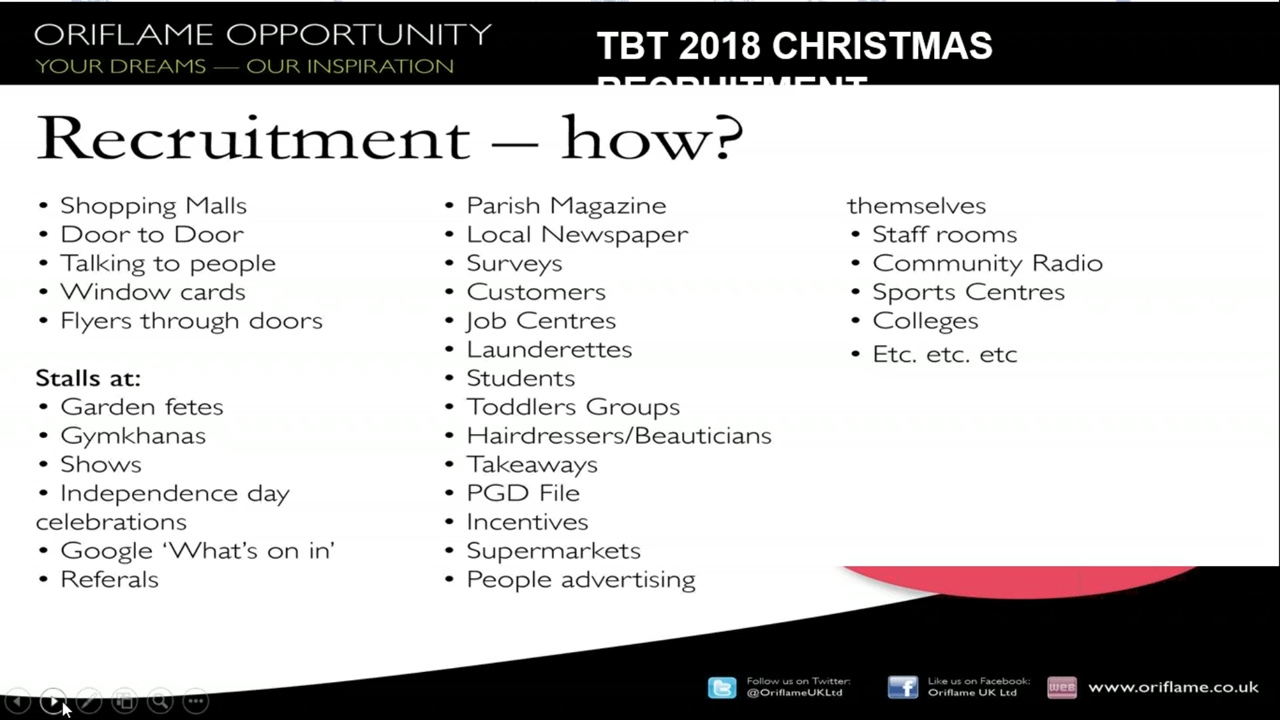 ORIFLAME OPPORTUNITY
YOUR DREAMS — OUR INSPIRATION
TBT 2018 CHRISTMAS
RECRUITMENT
Recruitment – how?
• Shopping Malls
• Door to Door
• Talking to people
• Window cards
• Flyers through doors
Stalls at:
• Garden fetes
• Gymkhanas
• Shows
• Independence day
celebrations
• Google ‘What’s on in’
• Referals
• Parish Magazine
• Local Newspaper
• Surveys
• Customers
• Job Centres
• Launderettes
• Students
• Toddlers Groups
• Hairdressers/Beauticians
• Takeaways
• PGD File
• Incentives
• Supermarkets
• People advertising
themselves
• Staff rooms
• Community Radio
• Sports Centres
• Colleges
• Etc. etc. etc
Follow us on Twitter:
@OriflameUKLtd
Like us on Facebook:
Oriflame UK Ltd
WEB
www.oriflame.co.uk